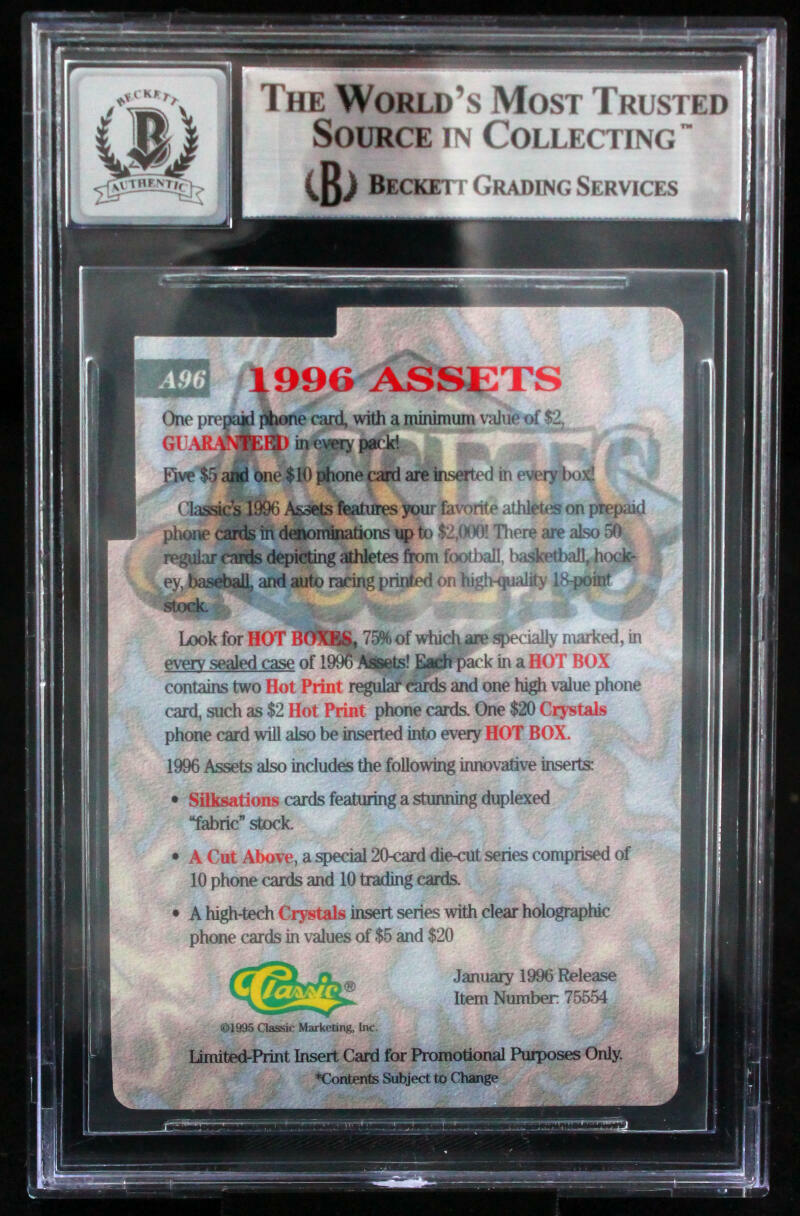 BECKETT
B
AUTHENTIC
THE WORLD'S MOST TRUSTED
SOURCE IN COLLECTING™
(B) BECKETT GRADING SERVICES
A96
1996 ASSETS
One prepaid phone card, with a minimum value of $2,
GUARANTEED in every pack!
Five $5 and one $10 phone card are inserted in every box!
Classic's 1996 Assets features your favorite athletes on prepaid
phone cards in denominations up to $2,000! There are also 50
regular cards depicting athletes from football, basketball, hock-
ey, baseball, and auto racing printed on high-quality 18-point
stock.
Look for HOT BOXES, 75% of which are specially marked, in
every sealed case of 1996 Assets! Each pack in a HOT BOX
contains two Hot Print regular cards and one high value phone
card, such as $2 Hot Print phone cards. One $20 Crystals
phone card will also be inserted into every HOT BOX.
1996 Assets also includes the following innovative inserts:
• Silksations cards featuring a stunning duplexed
"fabric" stock.
• A Cut Above, a special 20-card die-cut series comprised of
10 phone cards and 10 trading cards.
• A high-tech Crystals insert series with clear holographic
phone cards in values of $5 and $20
Classic®
©1995 Classic Marketing, Inc.
January 1996 Release
Item Number: 75554
Limited-Print Insert Card for Promotional Purposes Only.
*Contents Subject to Change
ASSETS